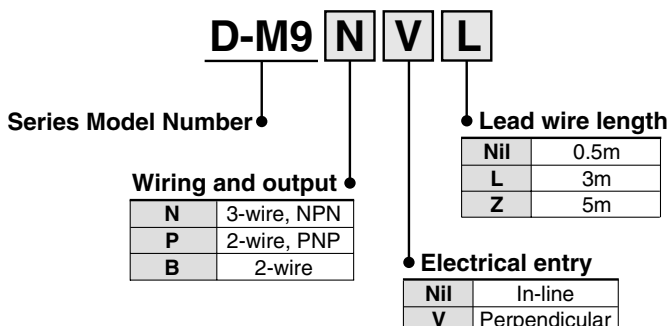 D-M9 N V L
Series Model Number
Lead wire length
Nil 0.5m
L 3m
Z 5m
Wiring and output
N 3-wire, NPN
P 2-wire, PNP
B 2-wire
Electrical entry
Nil In-line
V Perpendicular